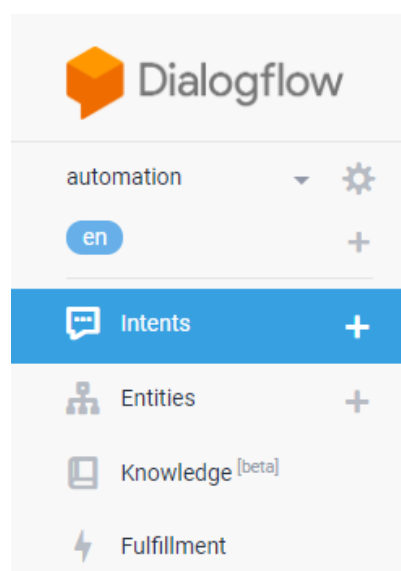 Dialogflow
automation
en
Intents
Entities
Knowledge [beta]
Fulfillment